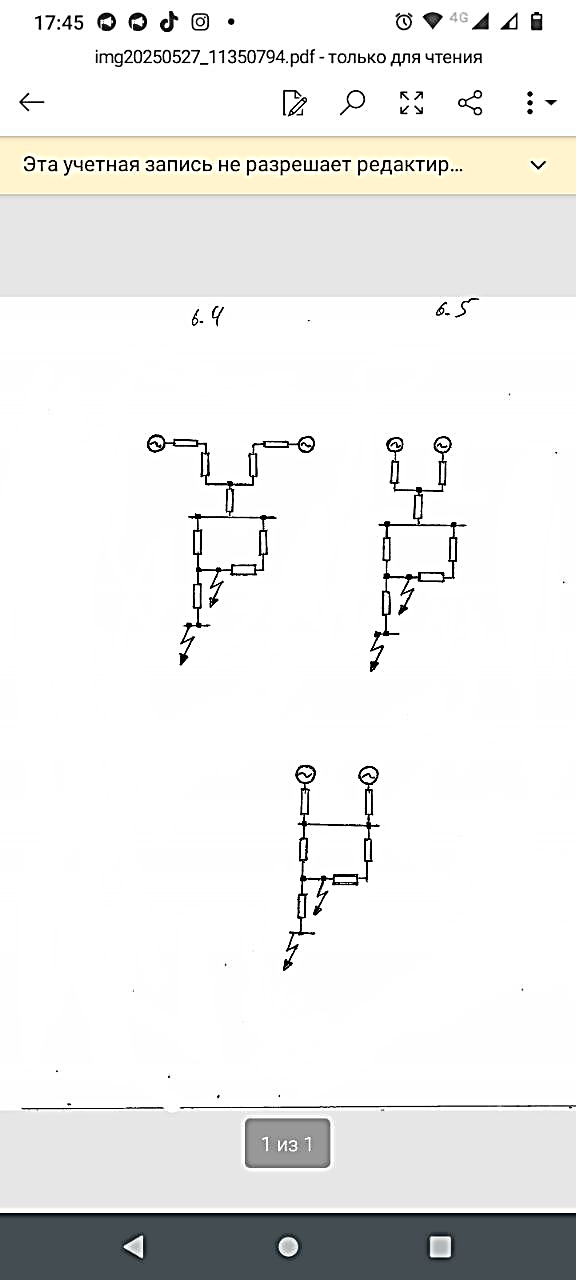 17:45
4G
img20250527_11350794.pdf - только для чтения
Эта учетная запись не разрешает редактир...
6.4
6.5
1 из 1